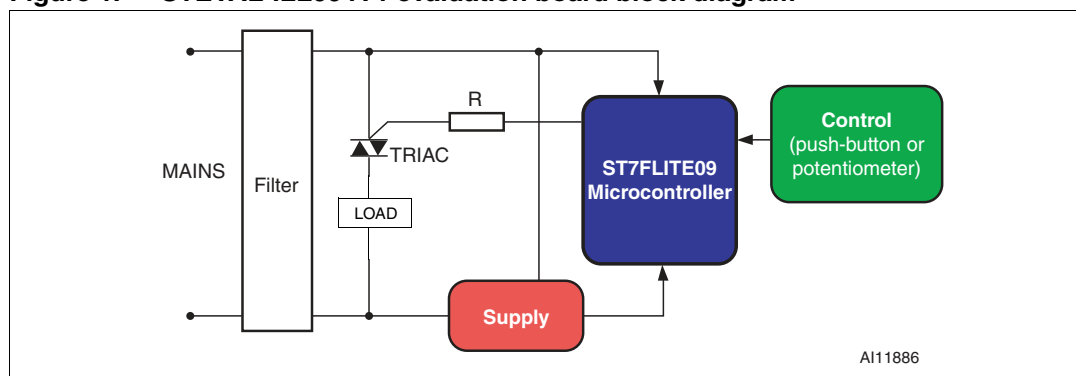 MAINS
Filter
R
TRIAC
LOAD
ST7FLITE09
Microcontroller
Control
(push-button or
potentiometer)
Supply
AI11886